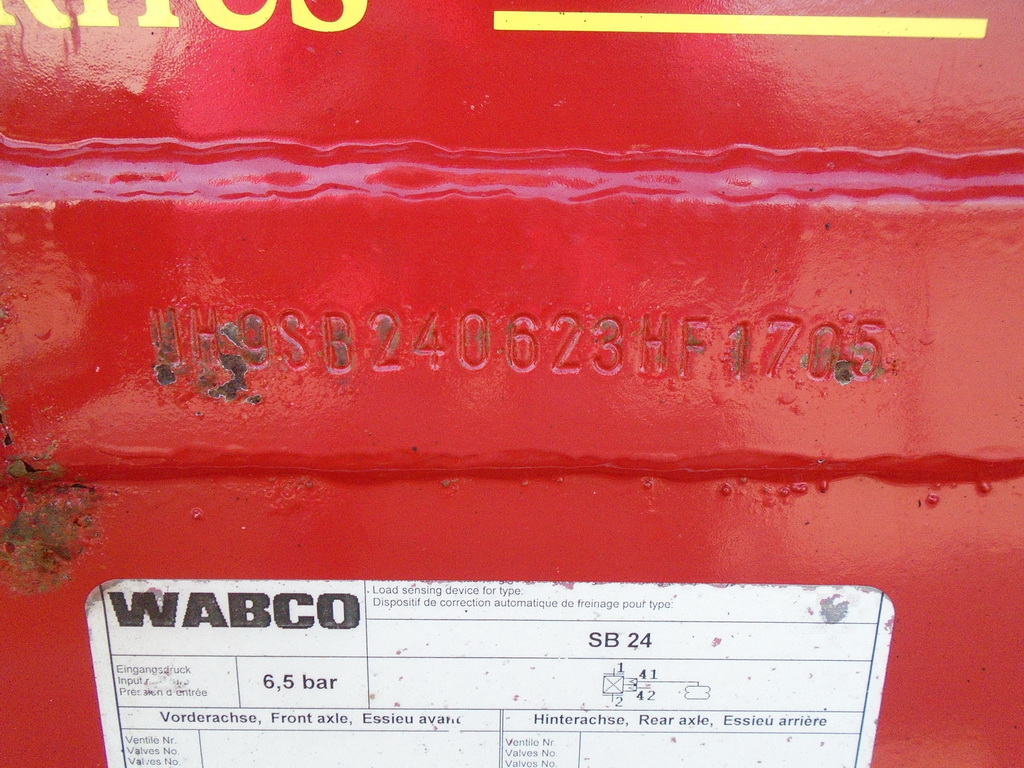 WH9SB240623HF1705
WABCO
Load sensing device for type:
Dispositif de correction automatique de freinage pour type:
SB 24
Eingangsdruck
Input
Pression d'entrée
6,5 bar
1
41
42
2
Vorderachse, Front axle, Essieu avant
Hinterachse, Rear axle, Essieu arrière
Ventile Nr.
Valves No.
Valves No.
Ventile Nr.
Valves No.
Valves No.